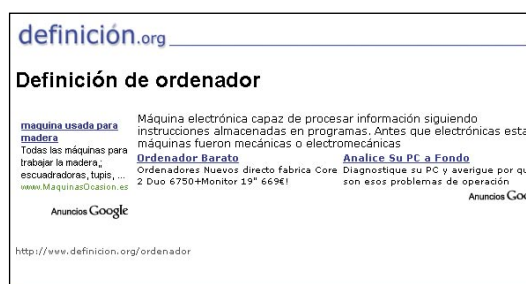 definición.org
Definición de ordenador
maquina usada para
madera
Todas las máquinas para
trabajar la madera,;
escuadradoras, tupis, ...
www.MaquinasOcasion.es
Anuncios Google
Máquina electrónica capaz de procesar información siguiendo
instrucciones almacenadas en programas. Antes que electrónicas esta
máquinas fueron mecánicas o electromecánicas
Ordenador Barato
Ordenadores Nuevos directo fabrica Core
2 Duo 6750+Monitor 19" 669€!
Analice Su PC a Fondo
Diagnostique su PC y averigue por qu
son esos problemas de operación
Anuncios Goo
http://www.definicion.org/ordenador